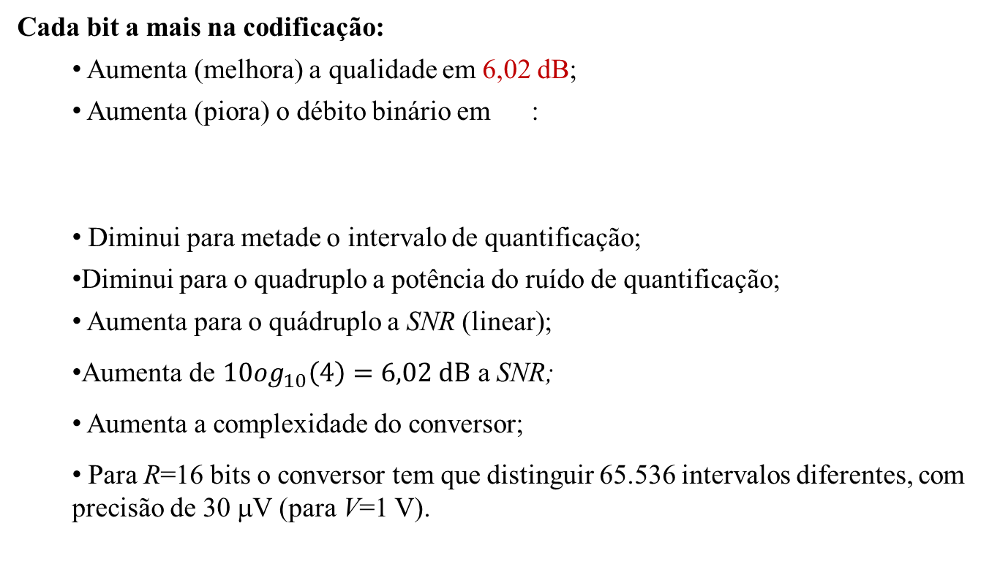 Cada bit a mais na codificação:
• Aumenta (melhora) a qualidade em 6,02 dB;
• Aumenta (piora) o débito binário em :
• Diminui para metade o intervalo de quantificação;
•Diminui para o quadruplo a potência do ruído de quantificação;
• Aumenta para o quádruplo a SNR (linear);
•Aumenta de 10og₁₀(4) = 6,02 dB a SNR;
• Aumenta a complexidade do conversor;
• Para R=16 bits o conversor tem que distinguir 65.536 intervalos diferentes, com
precisão de 30 μV (para V=1 V).